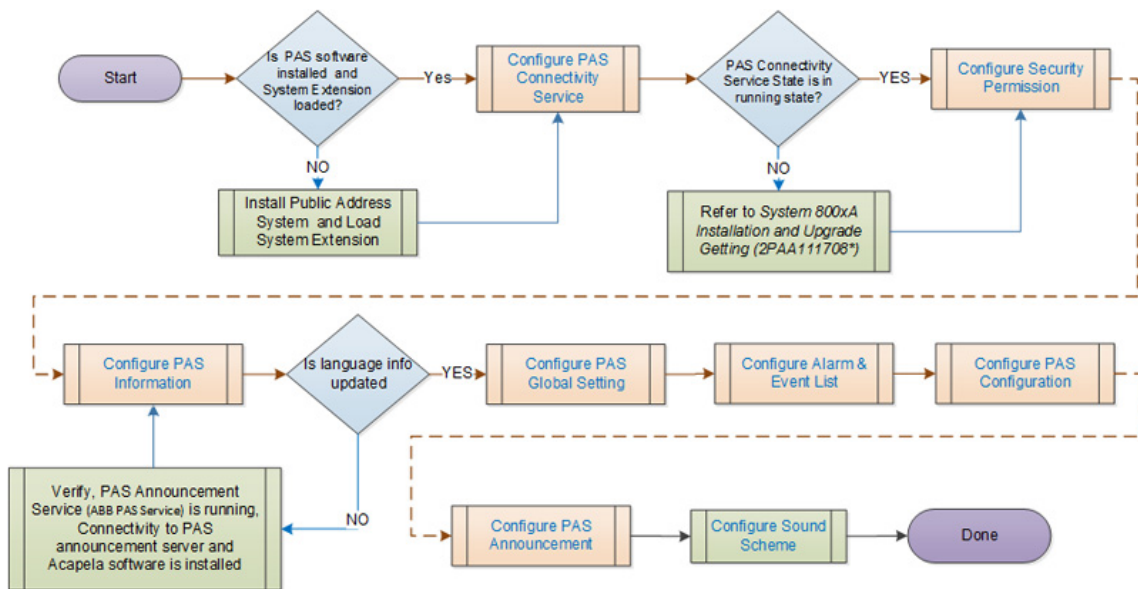 Start
Is PAS software
installed and
System Extension
loaded?
Yes
Configure PAS
Connectivity
Service
PAS Connectivity
Service State is in
running state?
YES
Configure Security
Permission
NO
Install Public Address
System and Load
System Extension
NO
Refer to System 800xA
Installation and Upgrade
Getting (2PAA111708*)
Configure PAS
Information
Is language info
updated
YES
Configure PAS
Global Setting
Configure Alarm &
Event List
Configure PAS
Configuration
NO
Verify, PAS Announcement
Service (ABB PAS Service) is running,
Connectivity to PAS
announcement server and
Acapela software is installed
Configure PAS
Announcement
Configure Sound
Scheme
Done